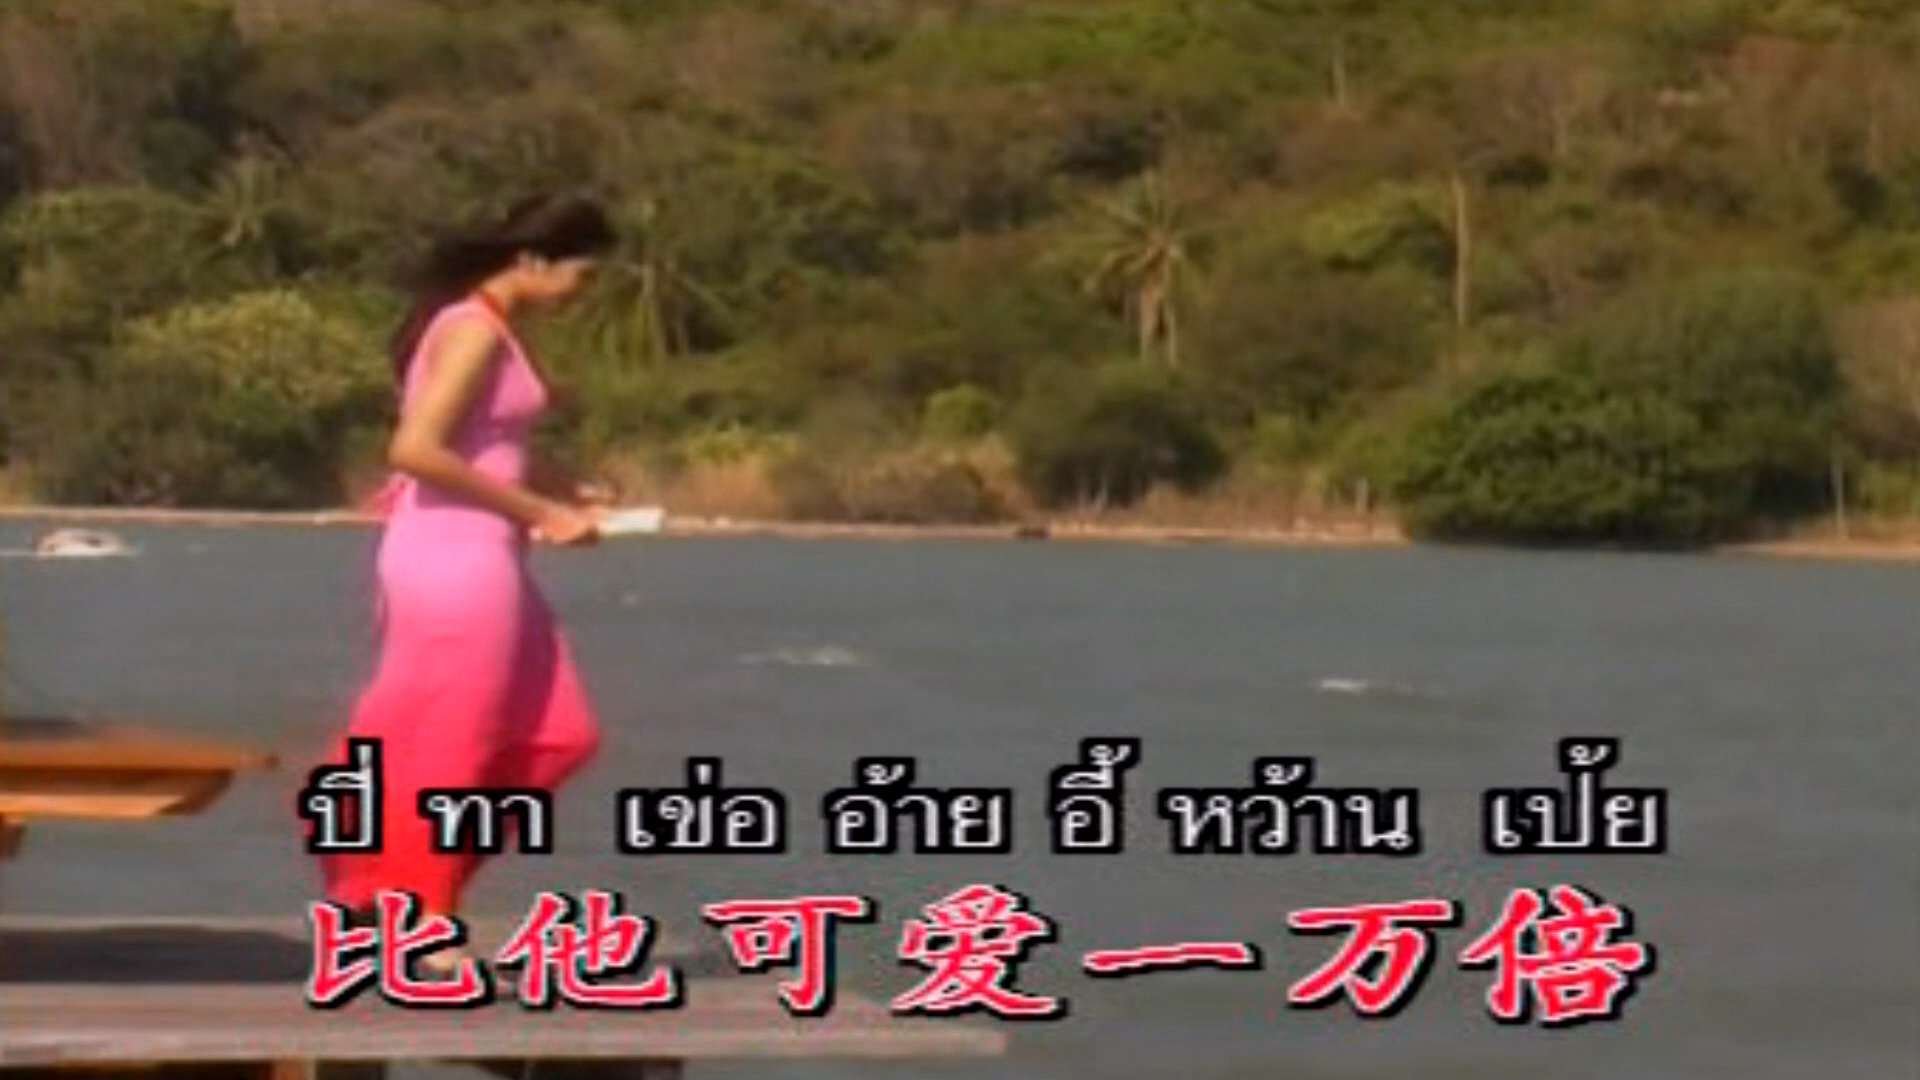 ปี่ ทา เข่อ อ้าย อี้ หว้าน เป้ย
比他可爱一万倍